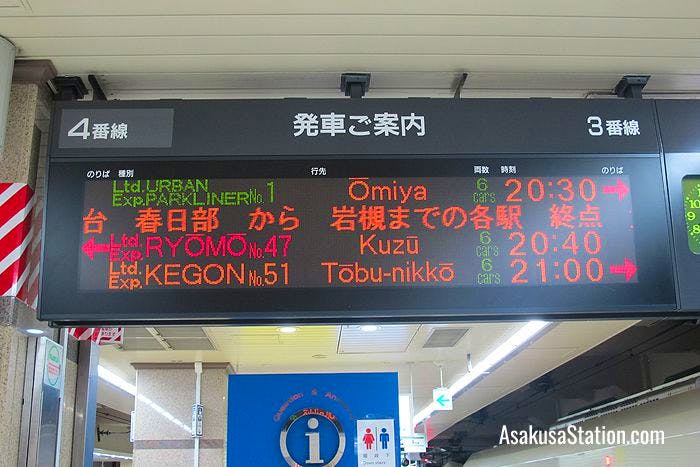 4番線 発車ご案内 3番線
のりば 種別 行先 両数 時刻 のりば
Ltd. Exp. URBAN PARKLINER No.1 Ōmiya 6 cars 20:30 →
台 春日部 から 岩槻までの各駅 終点
← Ltd. Exp. RYŌMŌ No.47 Kuzū 6 cars 20:40
Ltd. Exp. KEGON No.51 Tōbu-nikkō 6 cars 21:00 →
i
AsakusaStation.com